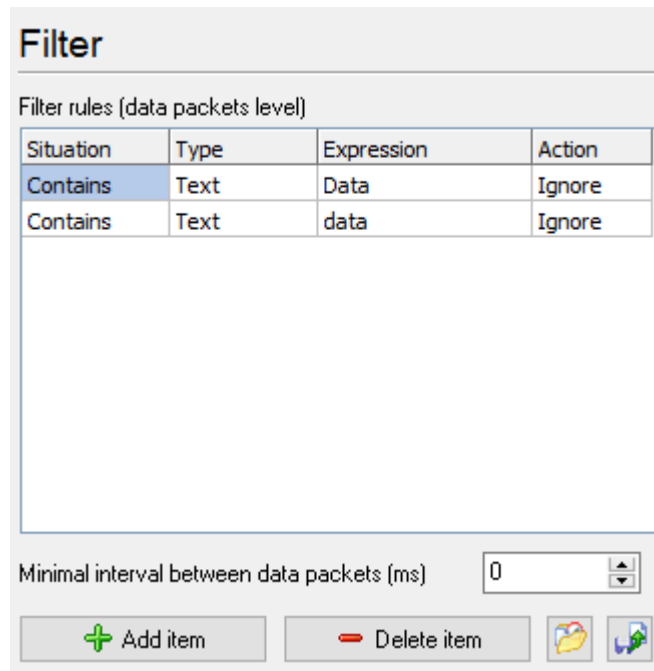 Filter
Filter rules (data packets level)
Situation Type Expression Action
Contains Text Data Ignore
Contains Text data Ignore
Minimal interval between data packets (ms) 0
Add item Delete item